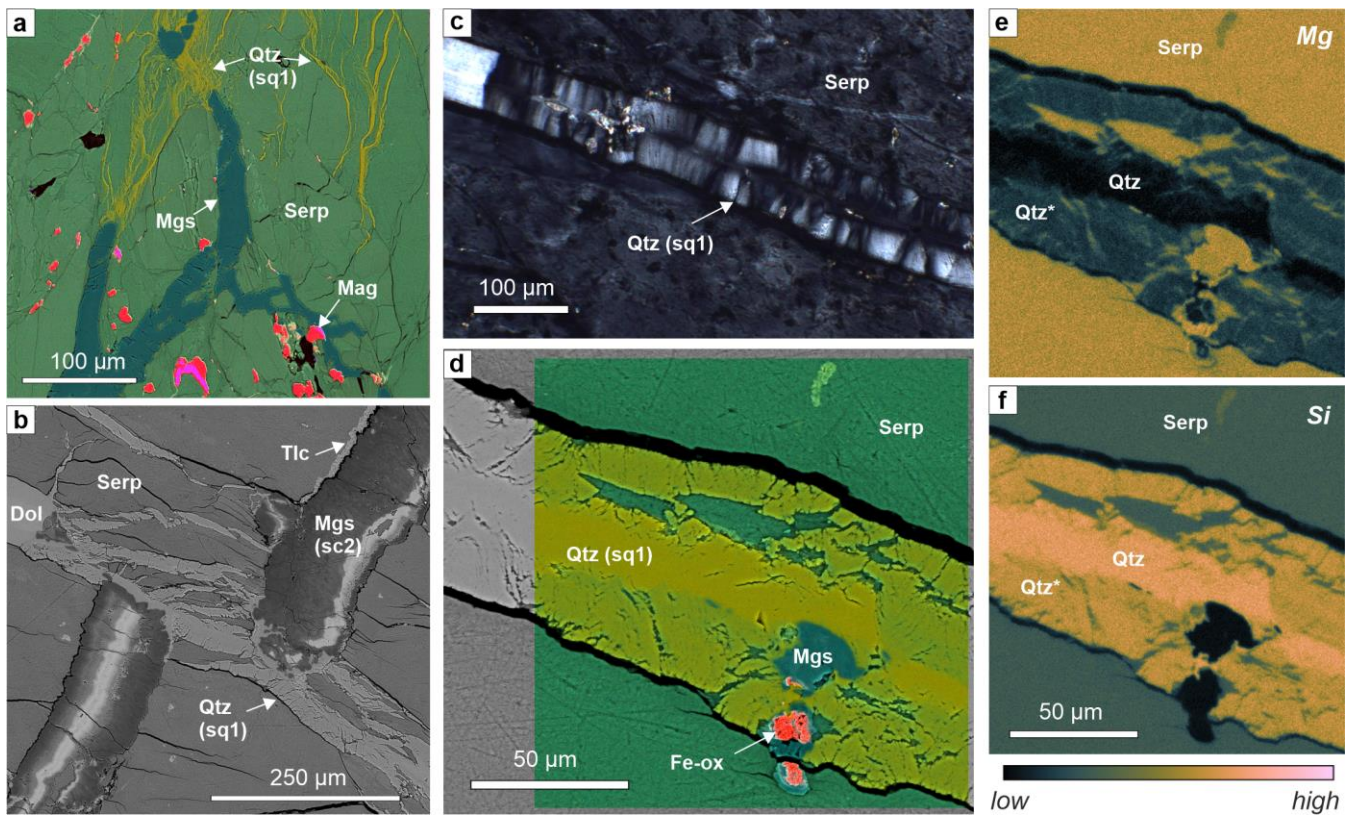 a
Qtz
(sq1)
Mgs
Serp
Mag
100 µm
b
Tlc
Serp
Dol
Mgs
(sc2)
Qtz
(sq1)
250 µm
c
Serp
Qtz (sq1)
100 µm
d
Serp
Qtz (sq1)
Mgs
Fe-ox
50 µm
e
Serp
Mg
Qtz
Qtz*
f
Serp
Si
Qtz
Qtz*
50 µm
low
high